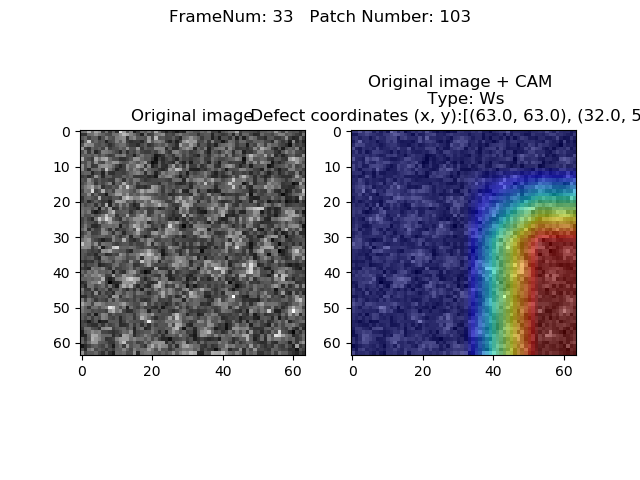 FrameNum: 33   Patch Number: 103
Original image + CAM
Type: Ws
Original image
Defect coordinates (x, y):[(63.0, 63.0), (32.0, 5
0
10
20
30
40
50
60
0 20 40 60
0
10
20
30
40
50
60
0 20 40 60